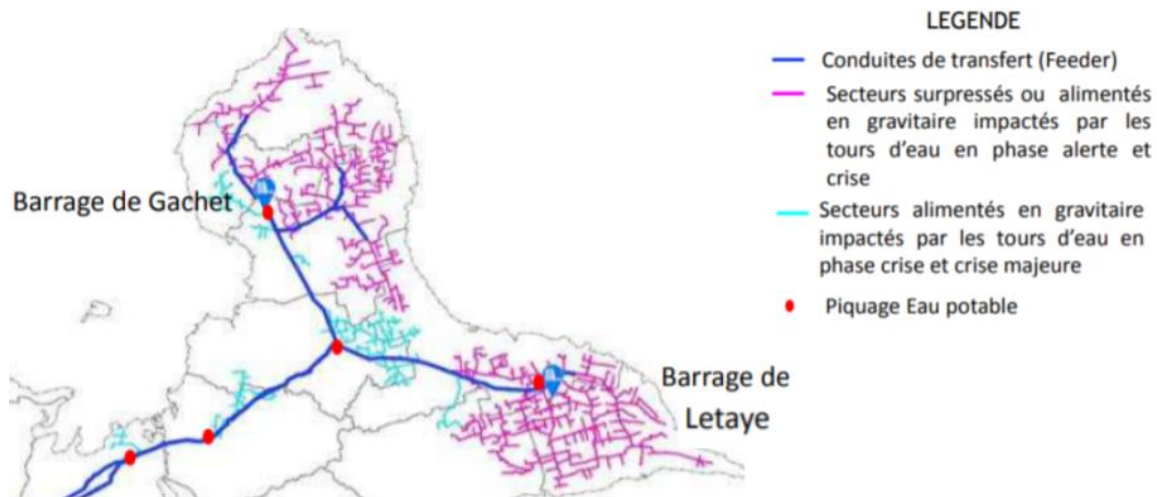 LEGENDE
Conduites de transfert (Feeder)
Secteurs surpressés ou alimentés
en gravitaire impactés par les
tours d'eau en phase alerte et
crise
Secteurs alimentés en gravitaire
impactés par les tours d'eau en
phase crise et crise majeure
Piquage Eau potable
Barrage de Gachet
Barrage de
Letaye